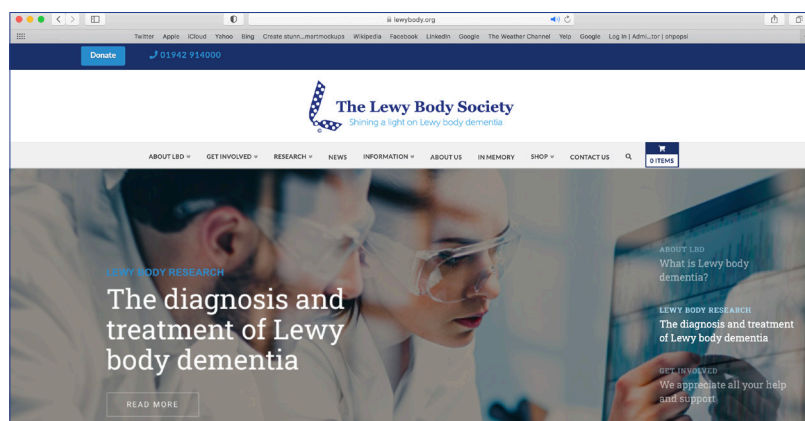 lewybody.org
Twitter Apple iCloud Yahoo Bing Create stunn...martmockups Wikipedia Facebook LinkedIn Google The Weather Channel Yelp Google Log In | Admi...tor | ohpopsi
Donate 01942 914000
The Lewy Body Society
Shining a light on Lewy body dementia
©
ABOUT LBD GET INVOLVED RESEARCH NEWS INFORMATION ABOUT US IN MEMORY SHOP CONTACT US
0 ITEMS
LEWY BODY RESEARCH
The diagnosis and
treatment of Lewy
body dementia
READ MORE
ABOUT LBD
What is Lewy body
dementia?
LEWY BODY RESEARCH
The diagnosis and treatment
of Lewy body dementia
GET INVOLVED
We appreciate all your help
and support